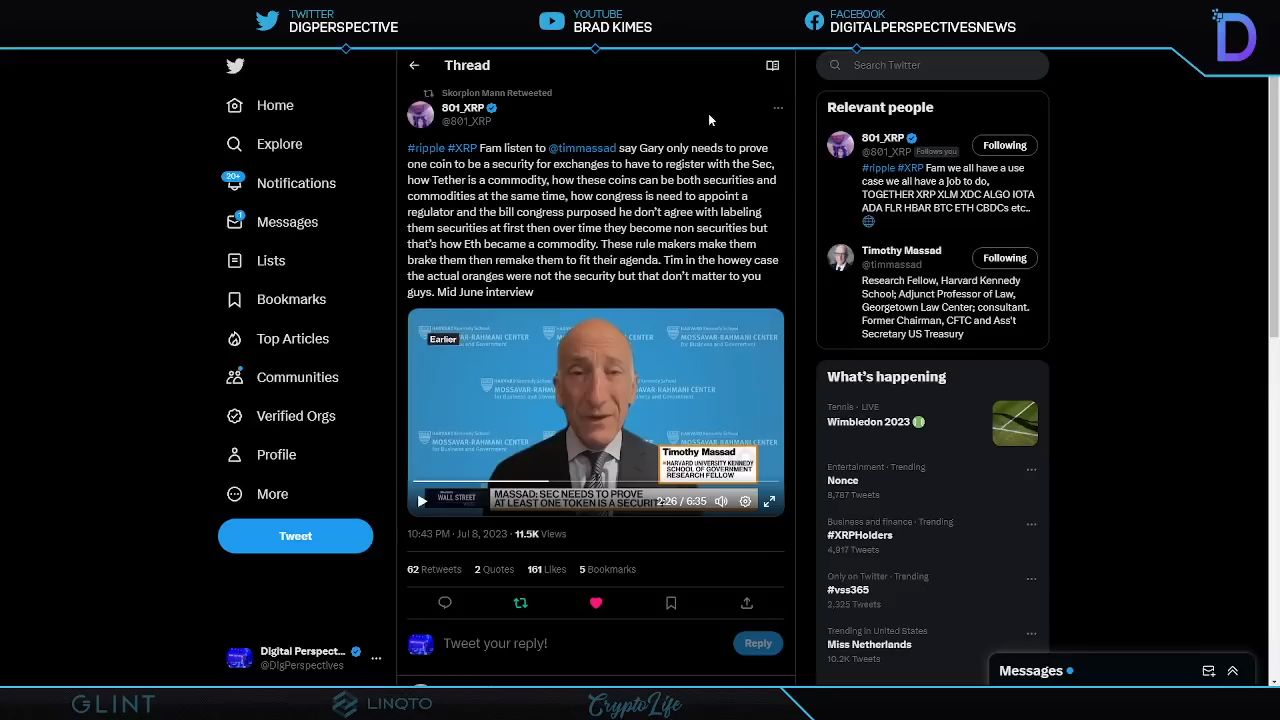 TWITTER
DIGPERSPECTIVE
YOUTUBE
BRAD KIMES
FACEBOOK
DIGITALPERSPECTIVESNEWS
D
Home
Explore
20+
Notifications
1
Messages
Lists
Bookmarks
Top Articles
Communities
Verified Orgs
Profile
More
Tweet
Digital Perspect...
@DigPerspectives
Thread
Skorpion Mann Retweeted
801_XRP
@801_XRP
#ripple #XRP Fam listen to @timmassad say Gary only needs to prove
one coin to be a security for exchanges to have to register with the Sec,
how Tether is a commodity, how these coins can be both securities and
commodities at the same time, how congress is need to appoint a
regulator and the bill congress purposed he don't agree with labeling
them securities at first then over time they become non securities but
that's how Eth became a commodity. These rule makers make them
brake them then remake them to fit their agenda. Tim in the howey case
the actual oranges were not the security but that don't matter to you
guys. Mid June interview
Earlier
HARVARD Kennedy School
MOSSAVAR-RAHMANI CENTER
for Business and Government
Timothy Massad
HARVARD UNIVERSITY KENNEDY
SCHOOL OF GOVERNMENT
RESEARCH FELLOW
WALL STREET
MASSAD: SEC NEEDS TO PROVE
AT LEAST ONE TOKEN IS A SECURITY
2:26 / 6:35
10:43 PM · Jul 8, 2023 · 11.5K Views
62 Retweets 2 Quotes 161 Likes 5 Bookmarks
Tweet your reply!
Reply
Search Twitter
Relevant people
801_XRP
@801_XRP Follows you
Following
#ripple #XRP Fam we all have a use
case we all have a job to do,
TOGETHER XRP XLM XDC ALGO IOTA
ADA FLR HBAR BTC ETH CBDCs etc..
Timothy Massad
@timmassad
Following
Research Fellow, Harvard Kennedy
School; Adjunct Professor of Law,
Georgetown Law Center; consultant.
Former Chairman, CFTC and Ass't
Secretary US Treasury
What's happening
Tennis · LIVE
Wimbledon 2023
Entertainment · Trending
Nonce
8,787 Tweets
Business and finance · Trending
#XRPHolders
4,917 Tweets
Only on Twitter · Trending
#vss365
2,325 Tweets
Trending in United States
Miss Netherlands
10.2K Tweets
Messages
GLINT
LINQTO
CryptoLife